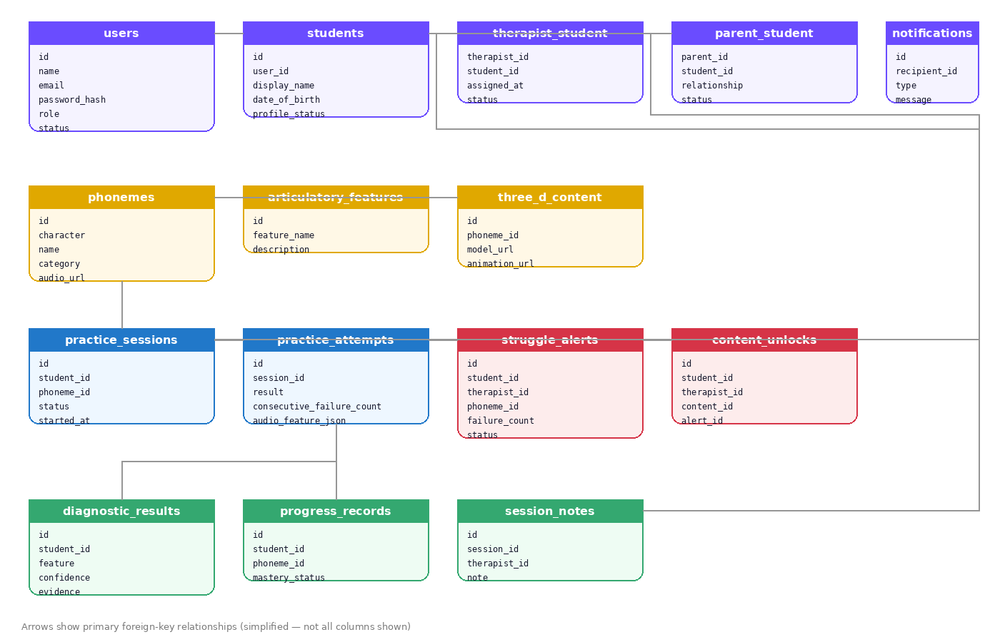 users
id
name
email
password_hash
role
status
students
id
user_id
display_name
date_of_birth
profile_status
therapist_student
therapist_id
student_id
assigned_at
status
parent_student
parent_id
student_id
relationship
status
notifications
id
recipient_id
type
message
phonemes
id
character
name
category
audio_url
articulatory_features
id
feature_name
description
three_d_content
id
phoneme_id
model_url
animation_url
practice_sessions
id
student_id
phoneme_id
status
started_at
practice_attempts
id
session_id
result
consecutive_failure_count
audio_feature_json
struggle_alerts
id
student_id
therapist_id
phoneme_id
failure_count
status
content_unlocks
id
student_id
therapist_id
content_id
alert_id
diagnostic_results
id
student_id
feature
confidence
evidence
progress_records
id
student_id
phoneme_id
mastery_status
session_notes
id
session_id
therapist_id
note
Arrows show primary foreign-key relationships (simplified — not all columns shown)